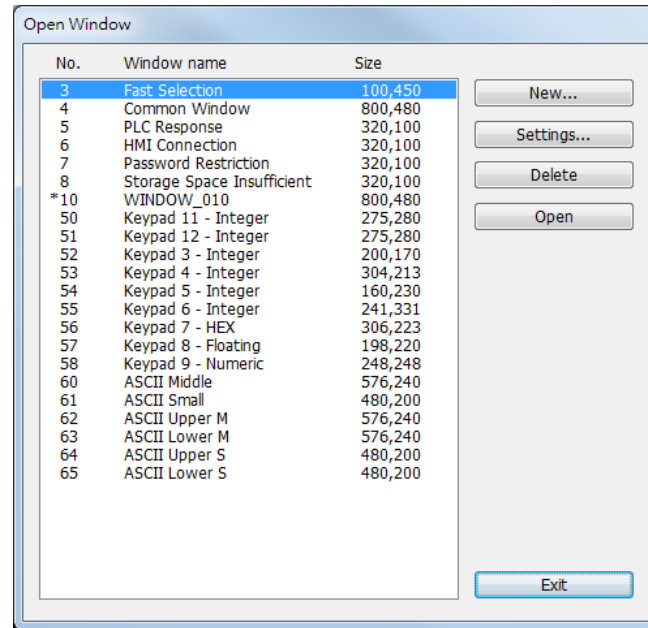 Open Window
No. Window name Size
3 Fast Selection 100,450
4 Common Window 800,480
5 PLC Response 320,100
6 HMI Connection 320,100
7 Password Restriction 320,100
8 Storage Space Insufficient 320,100
*10 WINDOW_010 800,480
50 Keypad 11 - Integer 275,280
51 Keypad 12 - Integer 275,280
52 Keypad 3 - Integer 200,170
53 Keypad 4 - Integer 304,213
54 Keypad 5 - Integer 160,230
55 Keypad 6 - Integer 241,331
56 Keypad 7 - HEX 306,223
57 Keypad 8 - Floating 198,220
58 Keypad 9 - Numeric 248,248
60 ASCII Middle 576,240
61 ASCII Small 480,200
62 ASCII Upper M 576,240
63 ASCII Lower M 576,240
64 ASCII Upper S 480,200
65 ASCII Lower S 480,200
New...
Settings...
Delete
Open
Exit